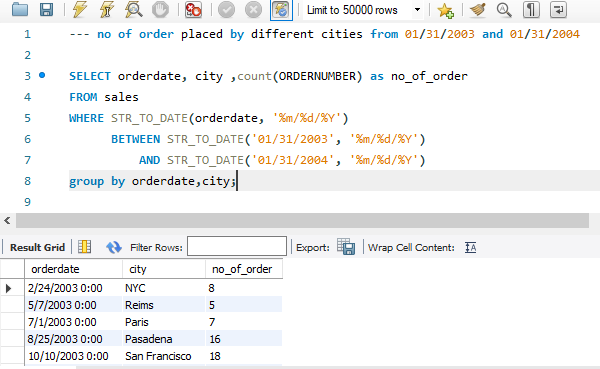 Limit to 50000 rows
1 --- no of order placed by different cities from 01/31/2003 and 01/31/2004
2
3 SELECT orderdate, city ,count(ORDERNUMBER) as no_of_order
4 FROM sales
5 WHERE STR_TO_DATE(orderdate, '%m/%d/%Y')
6 BETWEEN STR_TO_DATE('01/31/2003', '%m/%d/%Y')
7 AND STR_TO_DATE('01/31/2004', '%m/%d/%Y')
8 group by orderdate,city;
9
Result Grid Filter Rows: Export: Wrap Cell Content:
orderdate city no_of_order
2/24/2003 0:00 NYC 8
5/7/2003 0:00 Reims 5
7/1/2003 0:00 Paris 7
8/25/2003 0:00 Pasadena 16
10/10/2003 0:00 San Francisco 18